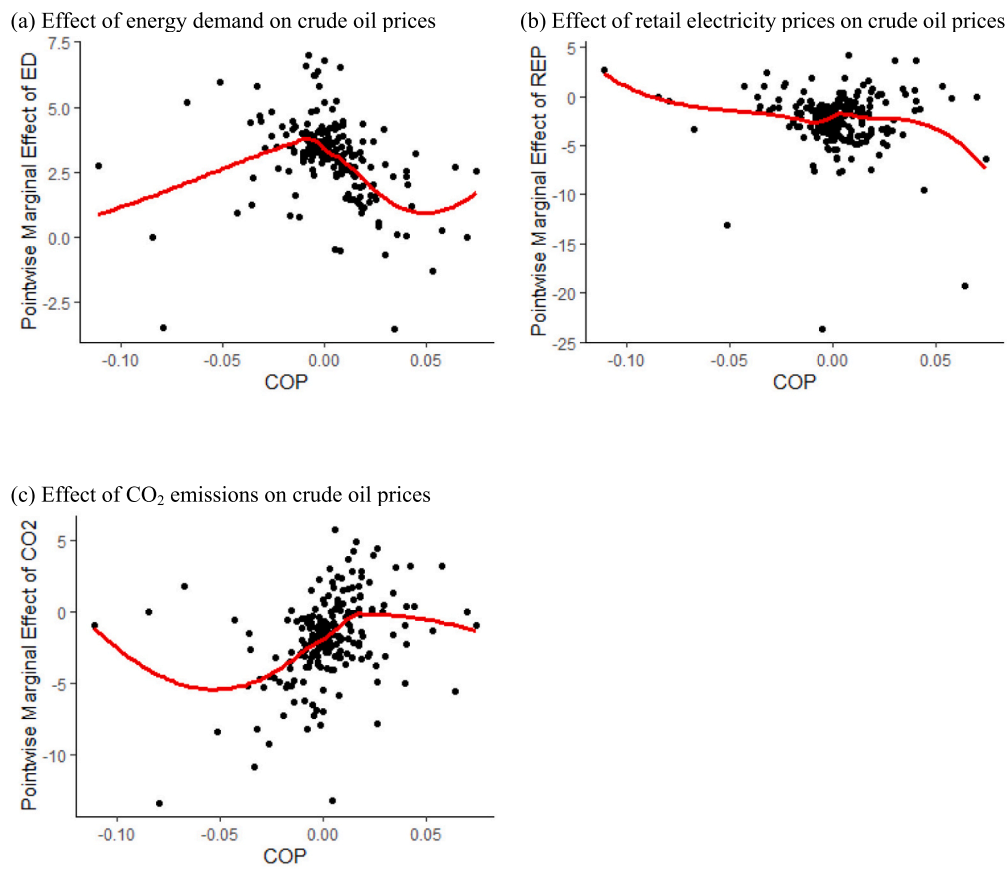 (a) Effect of energy demand on crude oil prices
Pointwise Marginal Effect of ED
7.5
5.0
2.5
0.0
-2.5
-0.10 -0.05 0.00 0.05
COP
(b) Effect of retail electricity prices on crude oil prices
Pointwise Marginal Effect of REP
5
0
-5
-10
-15
-20
-25
-0.10 -0.05 0.00 0.05
COP
(c) Effect of CO₂ emissions on crude oil prices
Pointwise Marginal Effect of CO2
5
0
-5
-10
-0.10 -0.05 0.00 0.05
COP